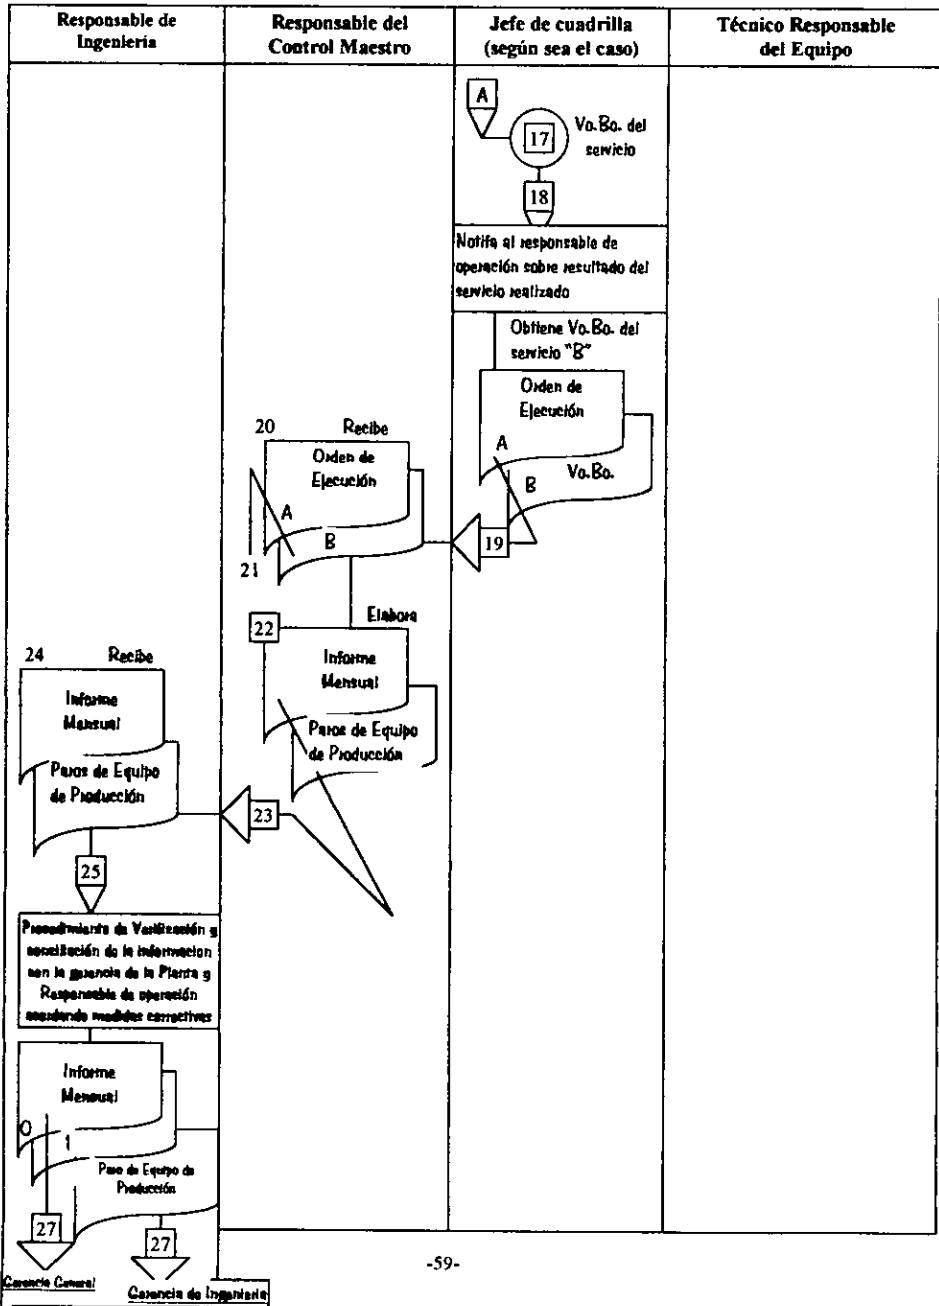 Responsable de
Ingeniería
Responsable del
Control Maestro
Jefe de cuadrilla
(según sea el caso)
Técnico Responsable
del Equipo
A
17
Vo.Bo. del
servicio
18
Notifa al responsable de
operación sobre resultado del
servicio realizado
Obtiene Vo.Bo. del
servicio "B"
Orden de
Ejecución
A
B
Vo.Bo.
19
20
Recibe
Orden de
Ejecución
A
B
21
Elabora
22
Informe
Mensual
Paros de Equipo
de Producción
23
24
Recibe
Informe
Mensual
Paros de Equipo
de Producción
25
Procedimiento de Verificación y
de la informacion
con la gerencia de la Planta y
Responsable de operación
medidas correctivas
Informe
Mensual
0
1
Paro de Equipo de
Producción
27
27
Gerencia General
Gerencia de Ingenieria
-59-